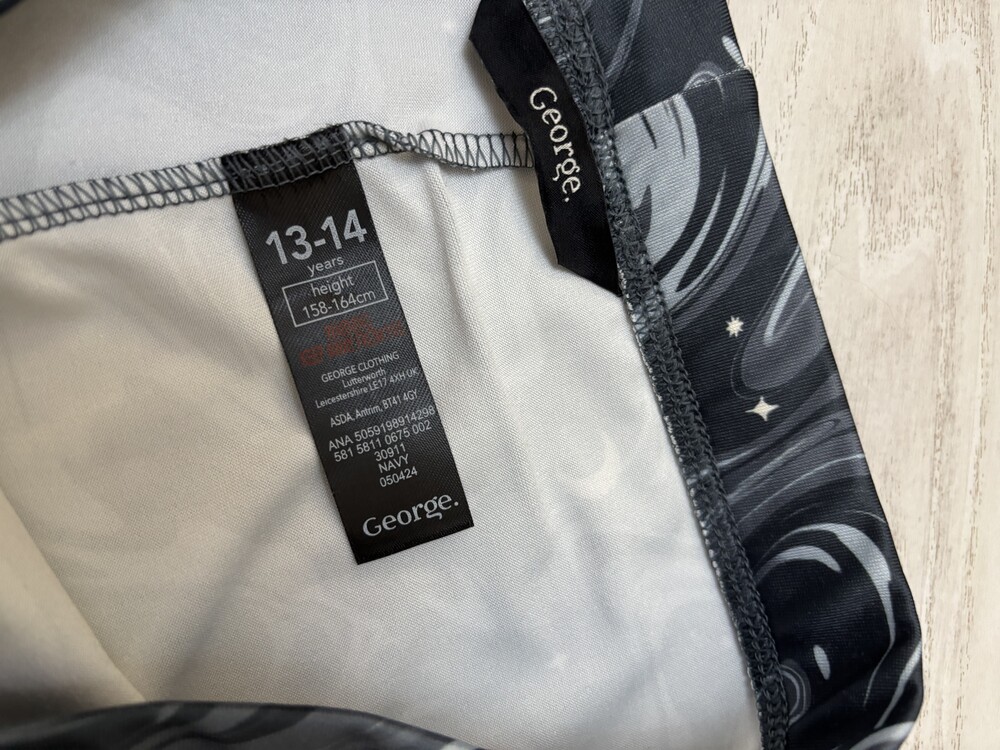 George.
13-14
years
height
158-164cm
GEORGE CLOTHING
Lutterworth
Leicestershire LE17 4XH UK
ASDA, Antrim, BT41 4GY
ANA 5059198914298
581 5811 0675 002
30911
NAVY
050424
George.